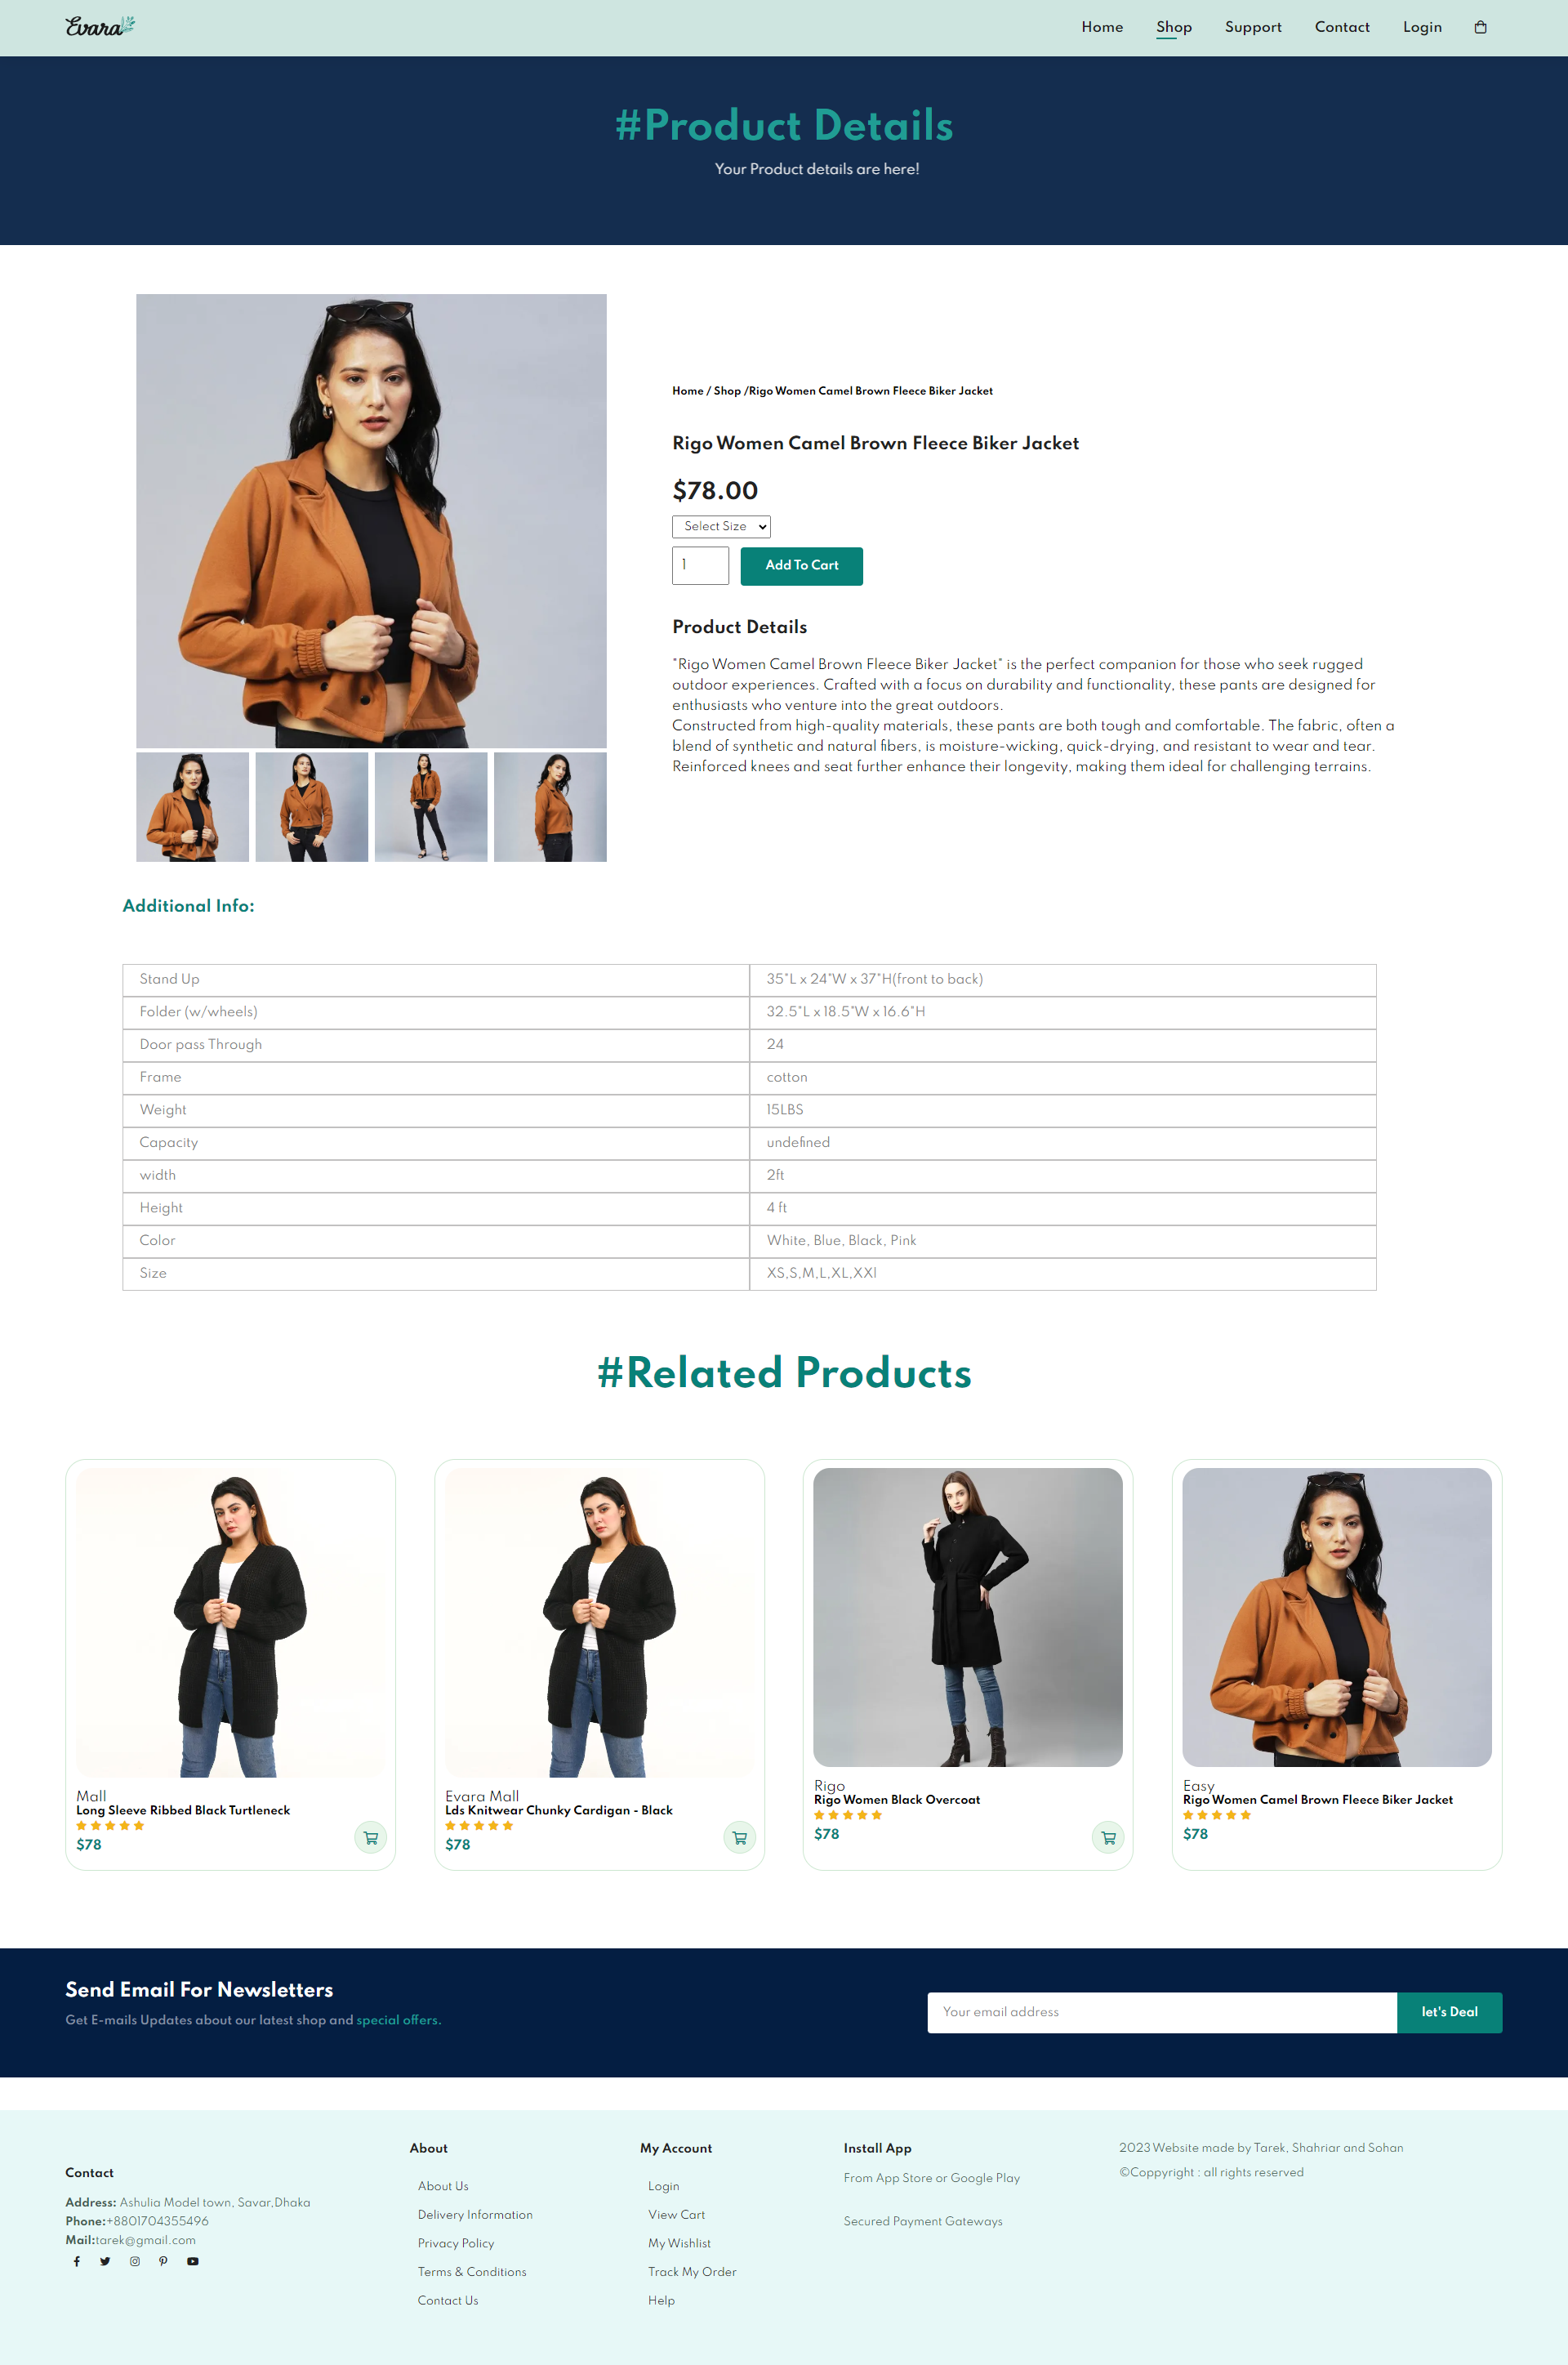 Evara
Home Shop Support Contact Login
#Product Details
Your Product details are here!
Home / Shop /Rigo Women Camel Brown Fleece Biker Jacket
Rigo Women Camel Brown Fleece Biker Jacket
$78.00
Select Size
1 Add To Cart
Product Details
"Rigo Women Camel Brown Fleece Biker Jacket" is the perfect companion for those who seek rugged
outdoor experiences. Crafted with a focus on durability and functionality, these pants are designed for
enthusiasts who venture into the great outdoors.
Constructed from high-quality materials, these pants are both tough and comfortable. The fabric, often a
blend of synthetic and natural fibers, is moisture-wicking, quick-drying, and resistant to wear and tear.
Reinforced knees and seat further enhance their longevity, making them ideal for challenging terrains.
Additional Info:
Stand Up 35"L x 24"W x 37"H(front to back)
Folder (w/wheels) 32.5"L x 18.5"W x 16.6"H
Door pass Through 24
Frame cotton
Weight 15LBS
Capacity undefined
width 2ft
Height 4 ft
Color White, Blue, Black, Pink
Size XS,S,M,L,XL,XXl
#Related Products
Mall
Long Sleeve Ribbed Black Turtleneck
$78
Evara Mall
Lds Knitwear Chunky Cardigan - Black
$78
Rigo
Rigo Women Black Overcoat
$78
Easy
Rigo Women Camel Brown Fleece Biker Jacket
$78
Send Email For Newsletters
Get E-mails Updates about our latest shop and special offers.
Your email address let's Deal
Contact
Address: Ashulia Model town, Savar,Dhaka
Phone:+8801704355496
Mail:tarek@gmail.com
About
About Us
Delivery Information
Privacy Policy
Terms & Conditions
Contact Us
My Account
Login
View Cart
My Wishlist
Track My Order
Help
Install App
From App Store or Google Play
Secured Payment Gateways
2023 Website made by Tarek, Shahriar and Sohan
©Coppyright : all rights reserved